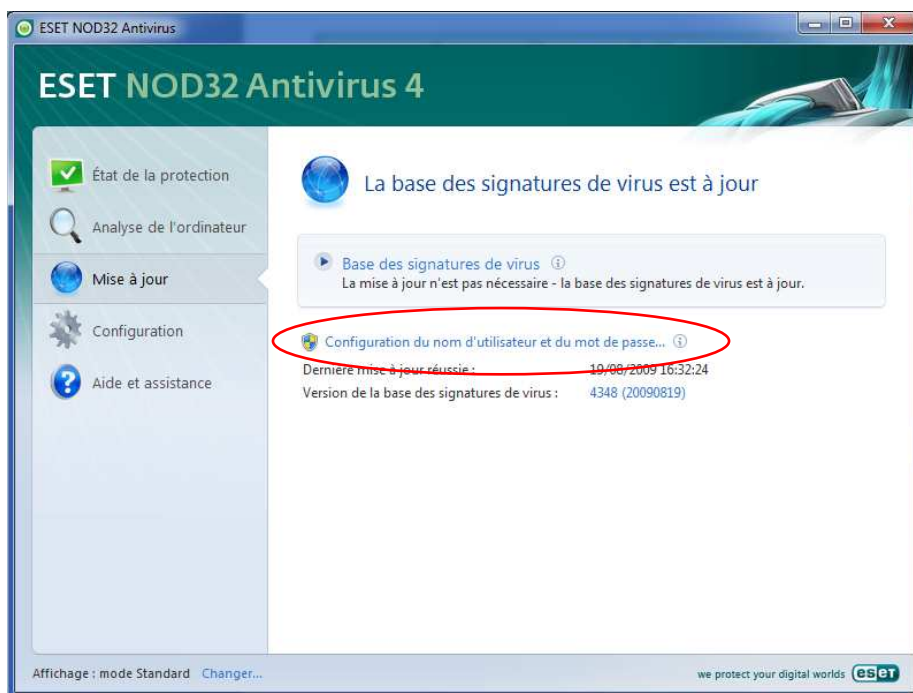 ESET NOD32 Antivirus
ESET NOD32 Antivirus 4
État de la protection
Analyse de l'ordinateur
Mise à jour
Configuration
Aide et assistance
La base des signatures de virus est à jour
Base des signatures de virus
La mise à jour n'est pas nécessaire - la base des signatures de virus est à jour.
Configuration du nom d'utilisateur et du mot de passe...
Dernière mise à jour réussie : 19/08/2009 16:32:24
Version de la base des signatures de virus : 4348 (20090819)
Affichage : mode Standard Changer...
we protect your digital worlds eset